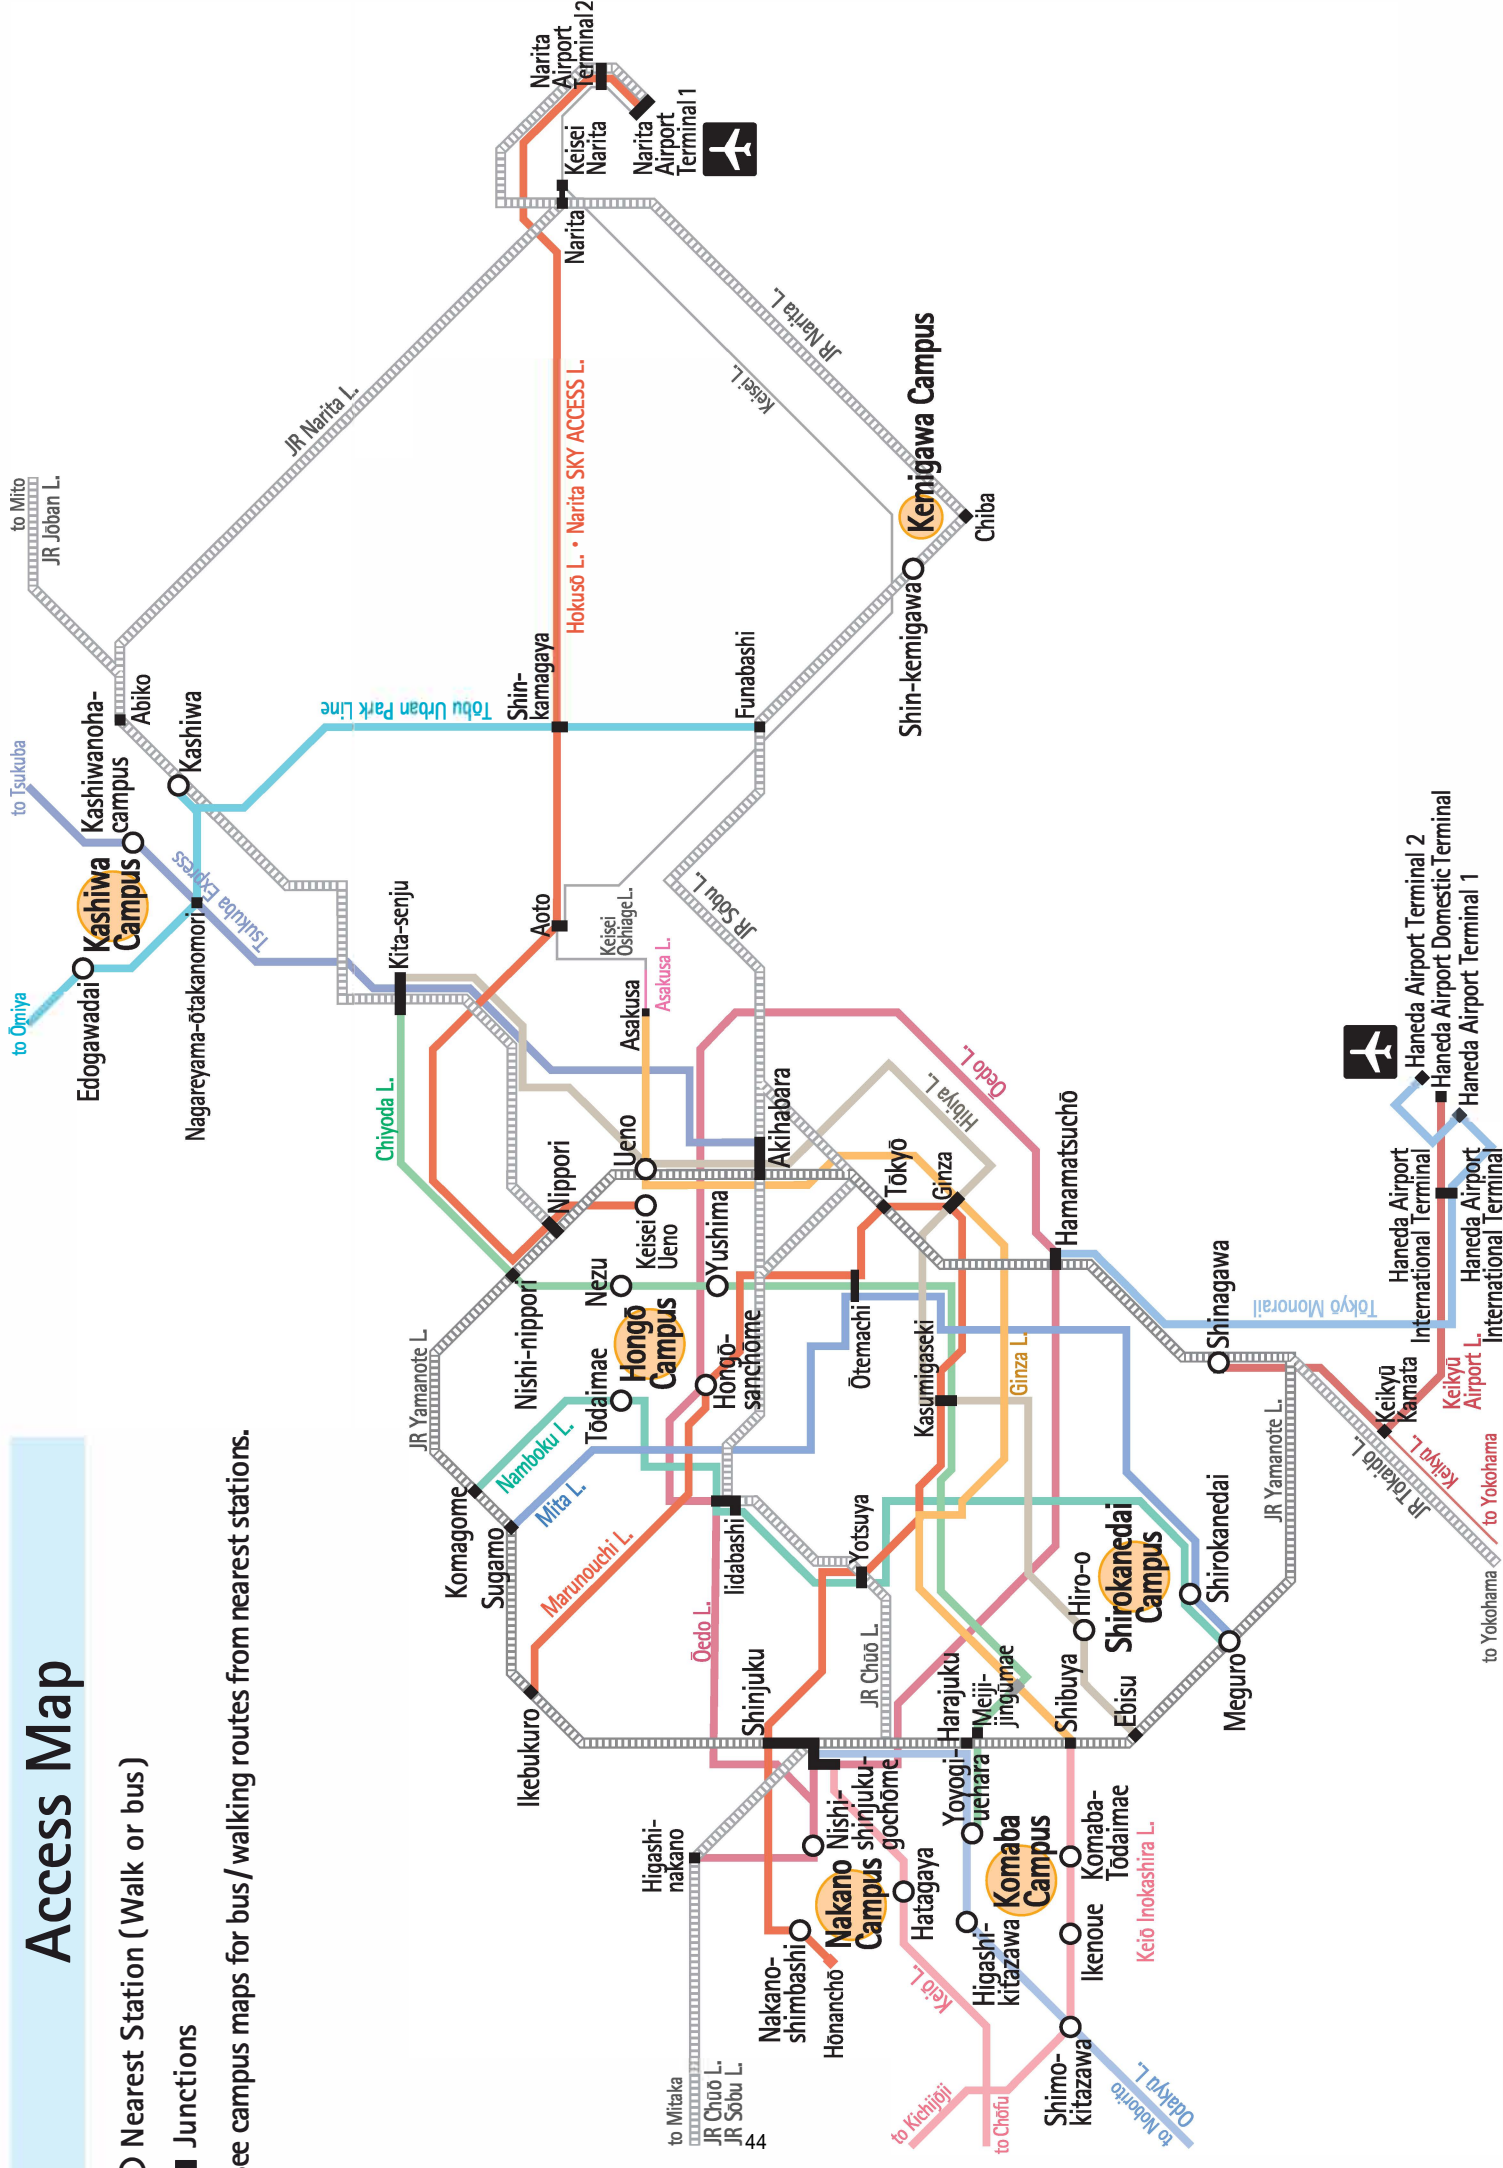 Access Map
Nearest Station (Walk or bus)
Junctions
ee campus maps for bus/walking routes from nearest stations.
to Ōmiya
to Tsukuba
to Mito
JR Jōban L.
Edogawadai
Kashiwa
Campus
Kashiwanoha-
campus
Abiko
Kashiwa
Nagareyama-ōtakanomori
Tsukuba Express
Tobu Urban Park Line
JR Narita L.
Narita
Airport
Terminal2
Keisei
Narita
Narita
Airport
Terminal1
Narita
Hokusō L.・Narita SKY ACCESS L.
Shin-
kamagaya
Aoto
Kita-senju
Chiyoda L.
Keisei
Oshiage L.
Asakusa L.
Asakusa
Funabashi
JR Sōbu L.
Keisei L.
JR Narita L.
Kemigawa Campus
Shin-kemigawa
Chiba
JR Yamanote L.
Komagome
Sugamo
Ikebukuro
Namboku L.
Mita L.
Marunouchi L.
Nishi-nippori
Nippori
Ueno
Keisei
Ueno
Nezu
Yushima
Tōdaimae
Hongō
Campus
Hongō-
sanchome
Akihabara
Iidabashi
Ōedo L.
Ōtemachi
Tōkyō
Ginza
Hibiya L.
Ōedo L.
Ginza L.
Kasumigaseki
Yotsuya
JR Chūō L.
Shinjuku
Higashi-
nakano
to Mitaka
JR Chūō L.
JR Sōbu L.
44
Nishi-
shinjuku-
gochōme
Nakano
Campus
Nakano-
shimbashi
Hōnanchō
Hatagaya
Keiō L.
to Kichijōji
to Chōfu
Harajuku
Meiji-
jingumae
Yoyogi-
uehara
Komaba
Campus
Higashi-
kitazawa
Shibuya
Komaba-
Tōdaimae
Ikenoue
Keiō Inokashira L.
Shimo-
kitazawa
to Noborito
Odakyū L.
Ebisu
Hiro-o
Shirokanedai
Campus
Shirokanedai
Meguro
JR Yamanote L.
Hamamatsuchō
Shinagawa
Tōkyō Monorail
Keikyū
Kamata
Keikyū
Airport L.
Keikyū L.
JR Tōkaidō L.
to Yokohama
to Yokohama
Haneda Airport
International Terminal
Haneda Airport
International Terminal
Haneda Airport Terminal 2
Haneda Airport Domestic Terminal
Haneda Airport Terminal 1